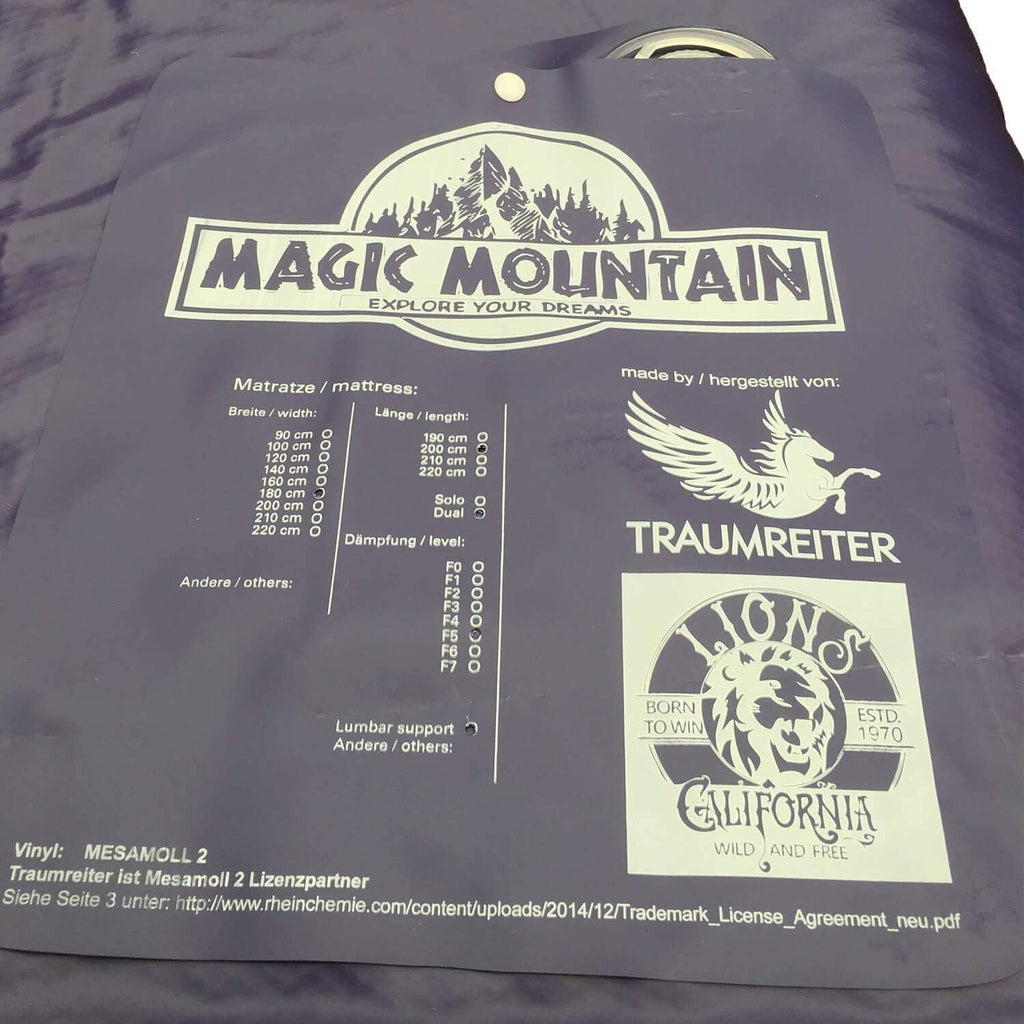 MAGIC MOUNTAIN
EXPLORE YOUR DREAMS
Matratze / mattress:
Breite / width:
90 cm
100 cm
120 cm
140 cm
160 cm
180 cm
200 cm
210 cm
220 cm
Andere / others:
Länge / length:
190 cm
200 cm
210 cm
220 cm
Solo
Dual
Dämpfung / level:
F0
F1
F2
F3
F4
F5
F6
F7
Lumbar support
Andere / others:
made by / hergestellt von:
TRAUMREITER
LIONS
BORN
TO WIN
ESTD.
1970
CALIFORNIA
WILD AND FREE
Vinyl: MESAMOLL 2
Traumreiter ist Mesamoll 2 Lizenzpartner
Siehe Seite 3 unter: http://www.rheinchemie.com/content/uploads/2014/12/Trademark_License_Agreement_neu.pdf